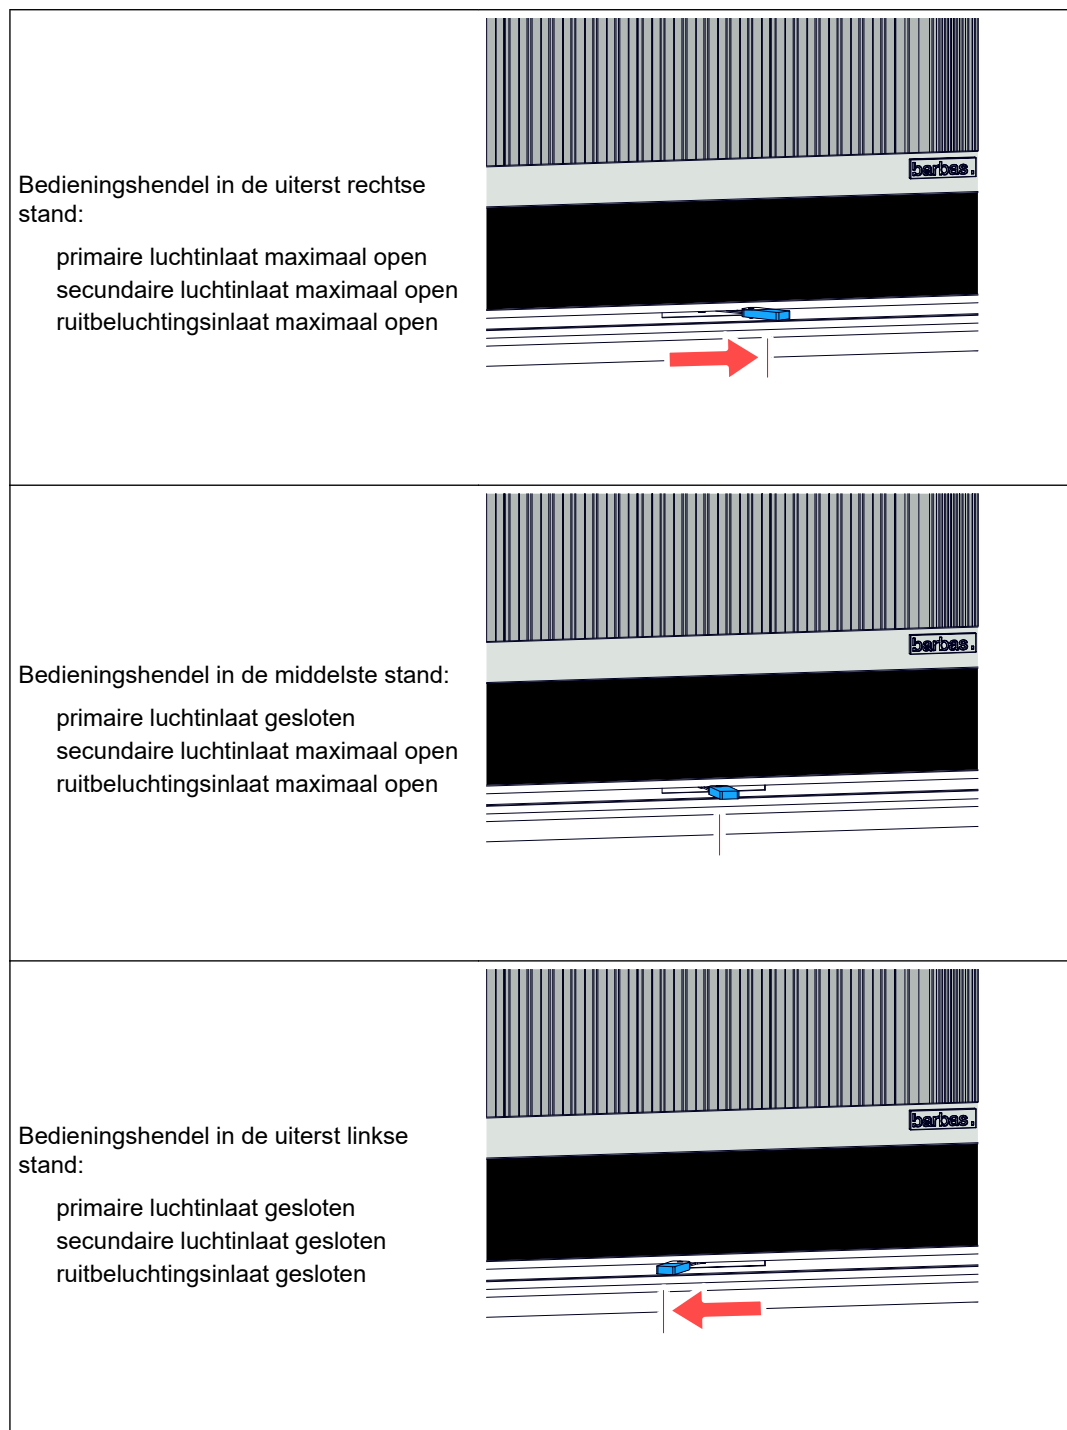 barbas.
Bedieningshendel in de uiterst rechtse
stand:
primaire luchtinlaat maximaal open
secundaire luchtinlaat maximaal open
ruitbeluchtingsinlaat maximaal open
barbas.
Bedieningshendel in de middelste stand:
primaire luchtinlaat gesloten
secundaire luchtinlaat maximaal open
ruitbeluchtingsinlaat maximaal open
barbas.
Bedieningshendel in de uiterst linkse
stand:
primaire luchtinlaat gesloten
secundaire luchtinlaat gesloten
ruitbeluchtingsinlaat gesloten